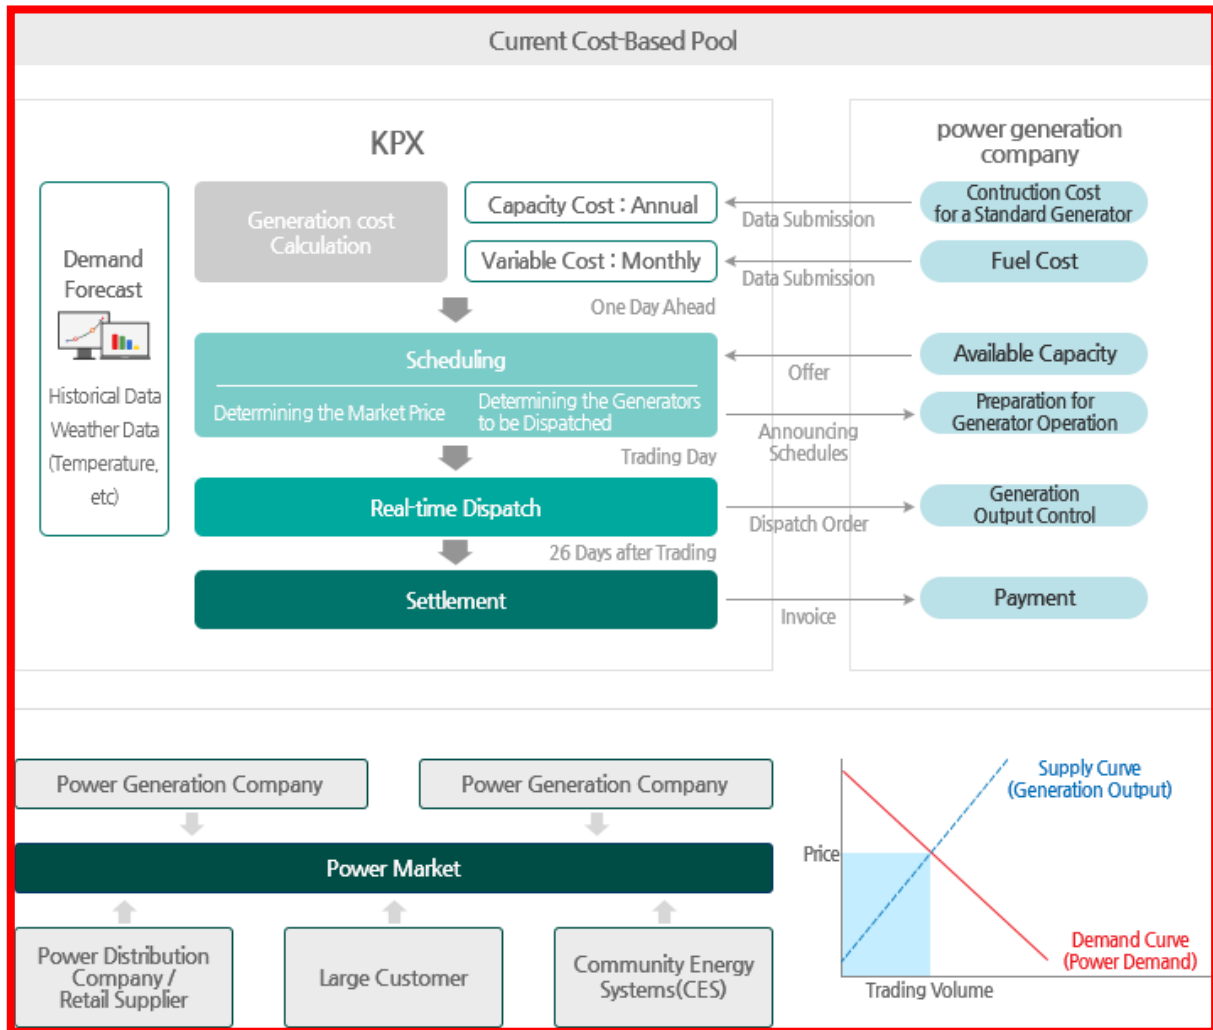 Current Cost-Based Pool
KPX
power generation
company
Demand
Forecast
Historical Data
Weather Data
(Temperature,
etc)
Generation cost
Calculation
Capacity Cost : Annual
Variable Cost : Monthly
Data Submission
Data Submission
Contruction Cost
for a Standard Generator
Fuel Cost
One Day Ahead
Scheduling
Determining the Market Price
Determining the Generators
to be Dispatched
Offer
Available Capacity
Announcing
Schedules
Preparation for
Generator Operation
Trading Day
Real-time Dispatch
Dispatch Order
Generation
Output Control
26 Days after Trading
Settlement
Invoice
Payment
Power Generation Company
Power Generation Company
Power Market
Power Distribution
Company /
Retail Supplier
Large Customer
Community Energy
Systems(CES)
Supply Curve
(Generation Output)
Price
Demand Curve
(Power Demand)
Trading Volume